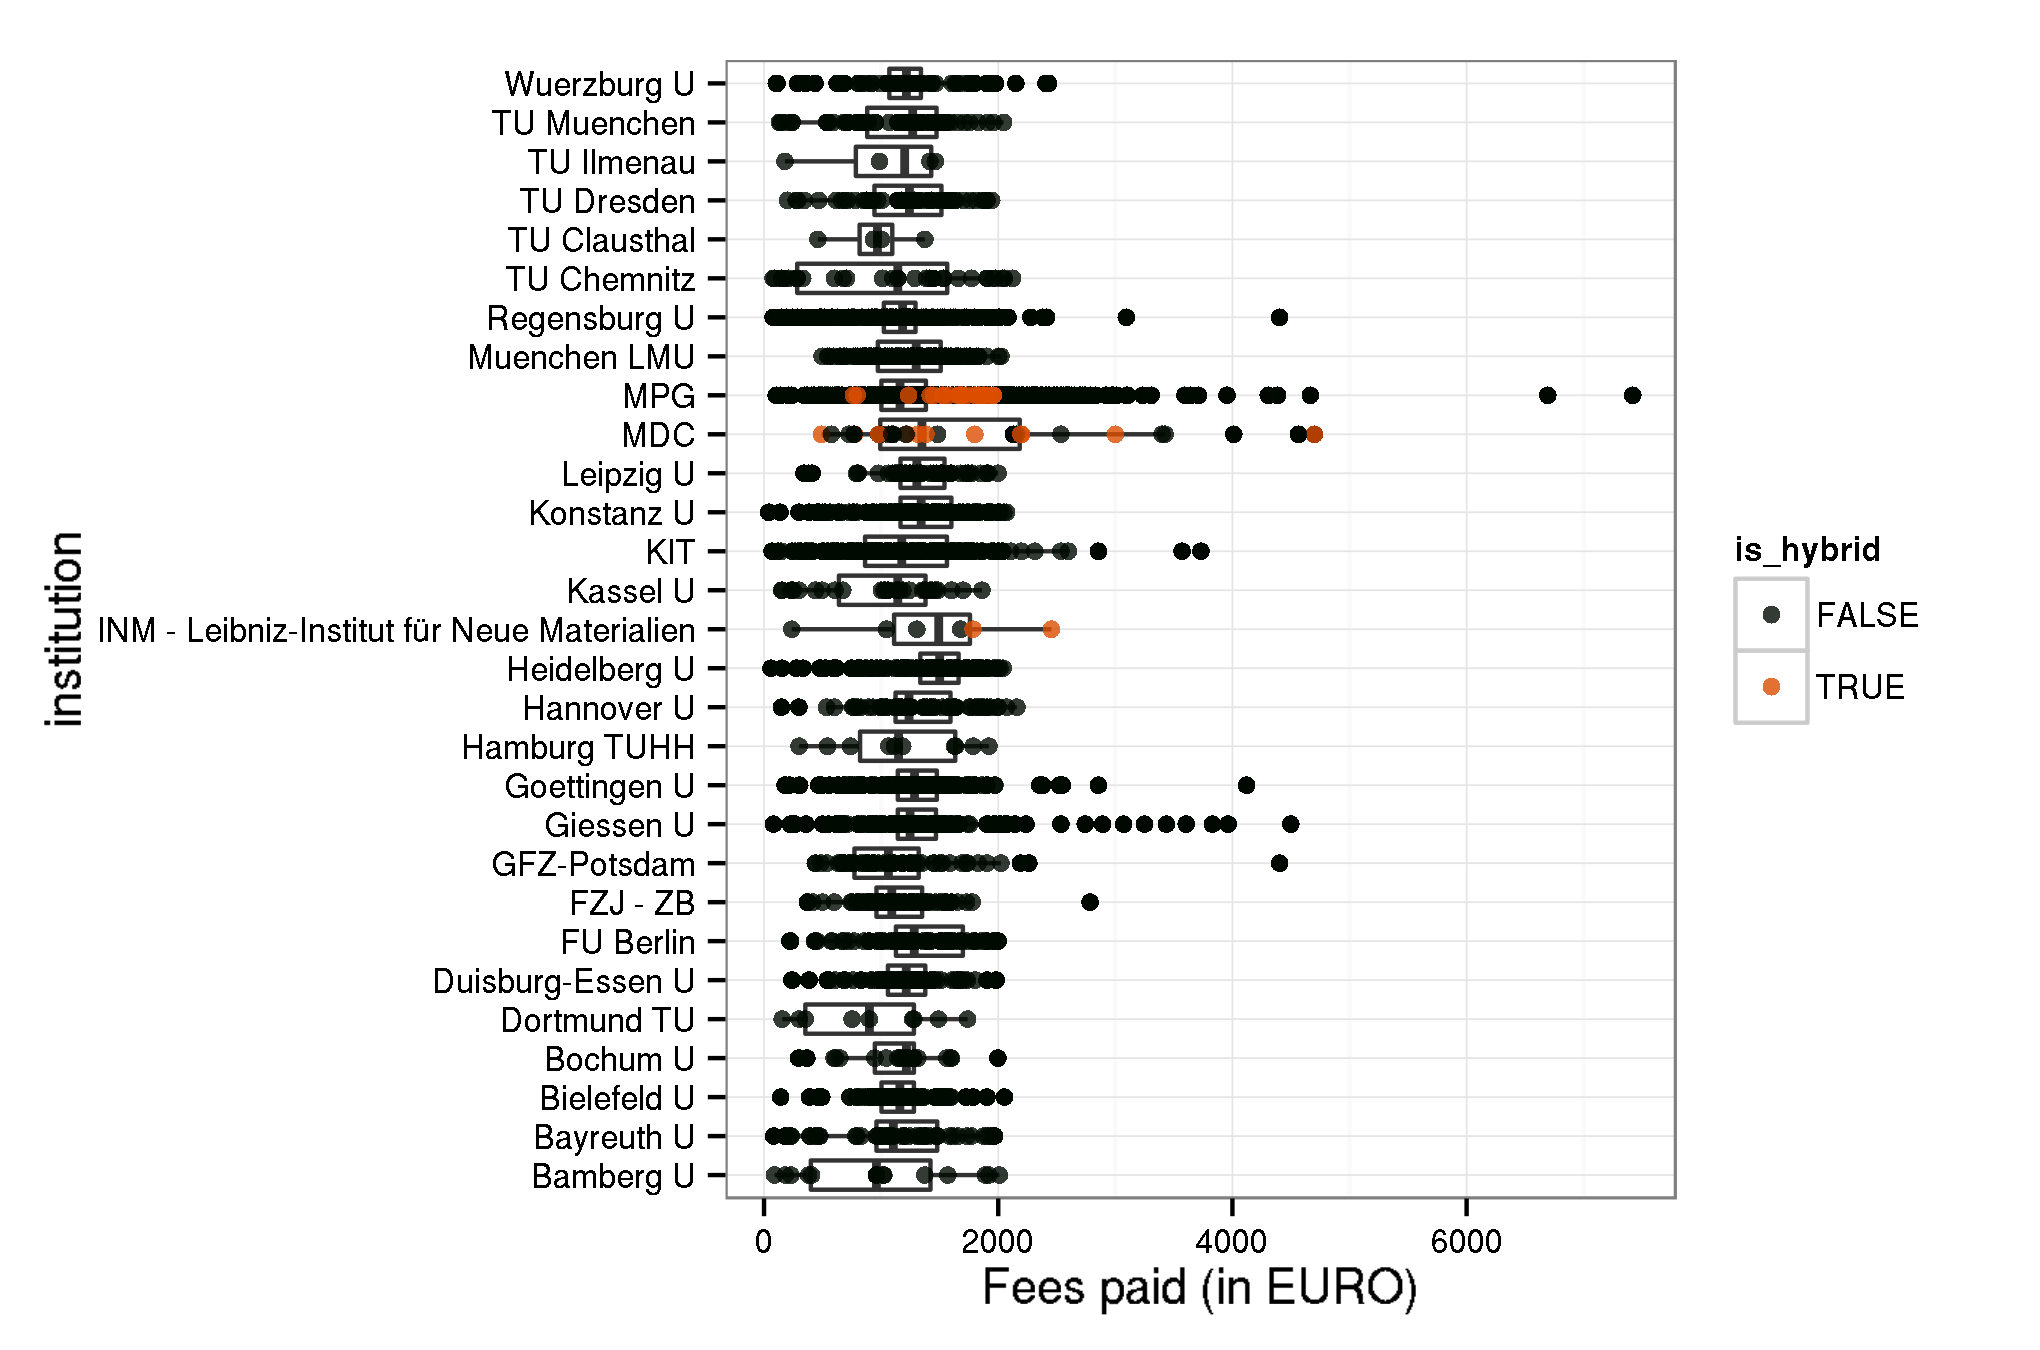 institution
Wuerzburg U
TU Muenchen
TU Ilmenau
TU Dresden
TU Clausthal
TU Chemnitz
Regensburg U
Muenchen LMU
MPG
MDC
Leipzig U
Konstanz U
KIT
Kassel U
INM - Leibniz-Institut für Neue Materialien
Heidelberg U
Hannover U
Hamburg TUHH
Goettingen U
Giessen U
GFZ-Potsdam
FZJ - ZB
FU Berlin
Duisburg-Essen U
Dortmund TU
Bochum U
Bielefeld U
Bayreuth U
Bamberg U
0 2000 4000 6000
Fees paid (in EURO)
is_hybrid
FALSE
TRUE